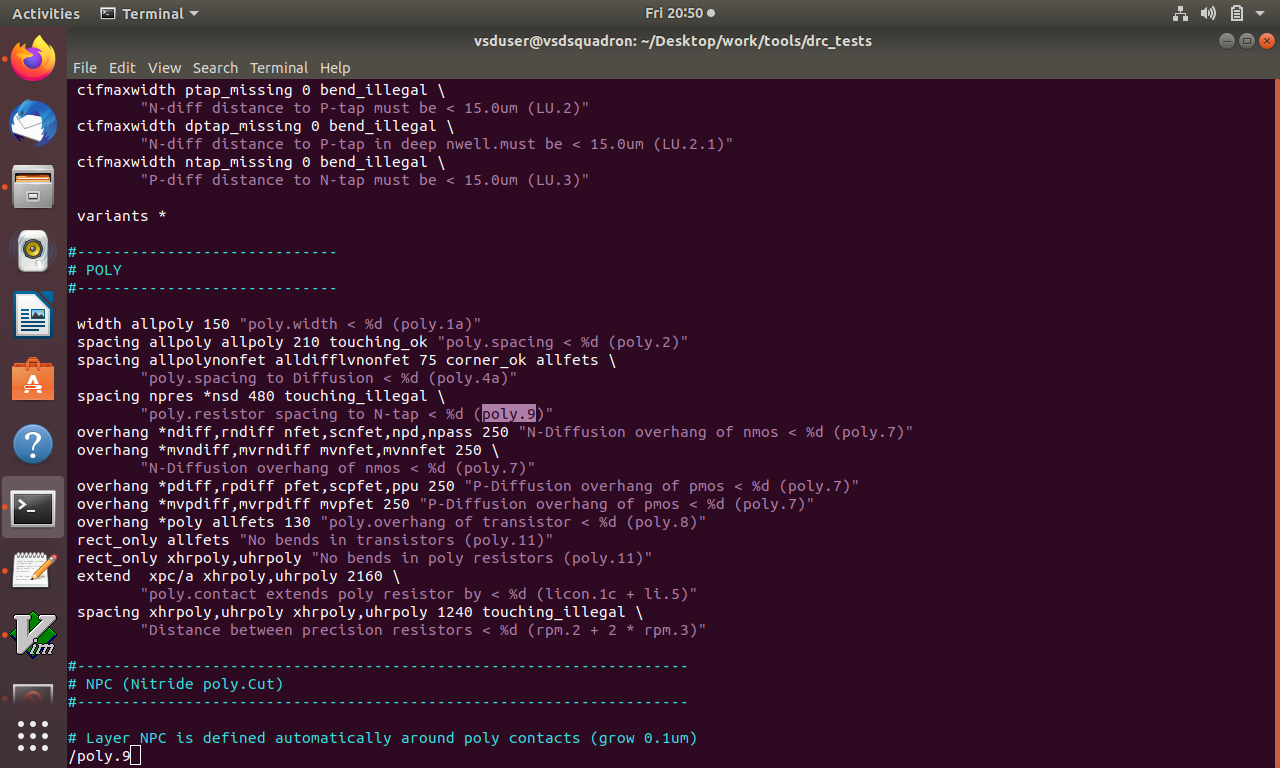 Activities Terminal Fri 20:50
vsduser@vsdsquadron: ~/Desktop/work/tools/drc_tests
File Edit View Search Terminal Help
cifmaxwidth ptap_missing 0 bend_illegal \
"N-diff distance to P-tap must be < 15.0um (LU.2)"
cifmaxwidth dptap_missing 0 bend_illegal \
"N-diff distance to P-tap in deep nwell.must be < 15.0um (LU.2.1)"
cifmaxwidth ntap_missing 0 bend_illegal \
"P-diff distance to N-tap must be < 15.0um (LU.3)"
variants *
#-----------------------------
# POLY
#-----------------------------
width allpoly 150 "poly.width < %d (poly.1a)"
spacing allpoly allpoly 210 touching_ok "poly.spacing < %d (poly.2)"
spacing allpolynonfet alldifflvnonfet 75 corner_ok allfets \
"poly.spacing to Diffusion < %d (poly.4a)"
spacing npres *nsd 480 touching_illegal \
"poly.resistor spacing to N-tap < %d (poly.9)"
overhang *ndiff,rndiff nfet,scnfet,npd,npass 250 "N-Diffusion overhang of nmos < %d (poly.7)"
overhang *mvndiff,mvrndiff mvnfet,mvnnfet 250 \
"N-Diffusion overhang of nmos < %d (poly.7)"
overhang *pdiff,rpdiff pfet,scpfet,ppu 250 "P-Diffusion overhang of pmos < %d (poly.7)"
overhang *mvpdiff,mvrpdiff mvpfet 250 "P-Diffusion overhang of pmos < %d (poly.7)"
overhang *poly allfets 130 "poly.overhang of transistor < %d (poly.8)"
rect_only allfets "No bends in transistors (poly.11)"
rect_only xhrpoly,uhrpoly "No bends in poly resistors (poly.11)"
extend  xpc/a xhrpoly,uhrpoly 2160 \
"poly.contact extends poly resistor by < %d (licon.1c + li.5)"
spacing xhrpoly,uhrpoly xhrpoly,uhrpoly 1240 touching_illegal \
"Distance between precision resistors < %d (rpm.2 + 2 * rpm.3)"
#--------------------------------------------------------------------
# NPC (Nitride poly.Cut)
#--------------------------------------------------------------------
# Layer NPC is defined automatically around poly contacts (grow 0.1um)
/poly.9